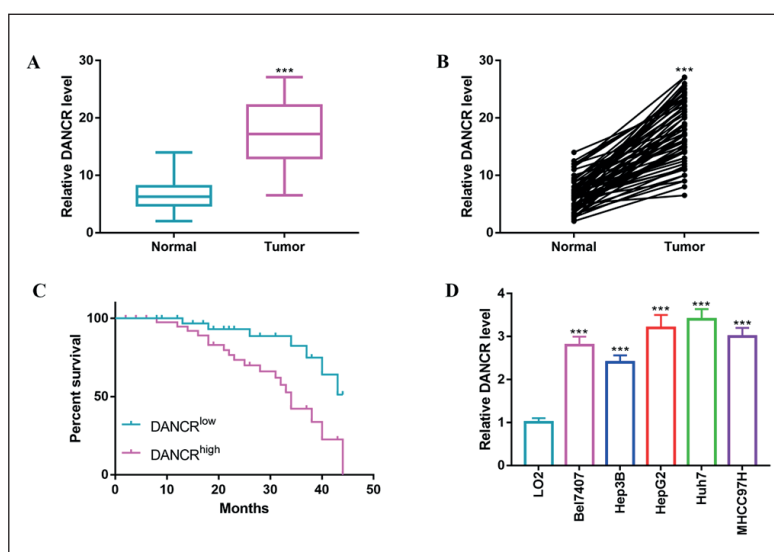 A
Relative DANCR level
30
20
10
0
***
Normal
Tumor
B
Relative DANCR level
30
20
10
0
***
Normal
Tumor
C
Percent survival
100
50
0
DANCRlow
DANCRhigh
0
10
20
30
40
50
Months
D
Relative DANCR level
4
3
2
1
0
***
***
***
***
***
LO2
Bel7407
Hep3B
HepG2
Huh7
MHCC97H